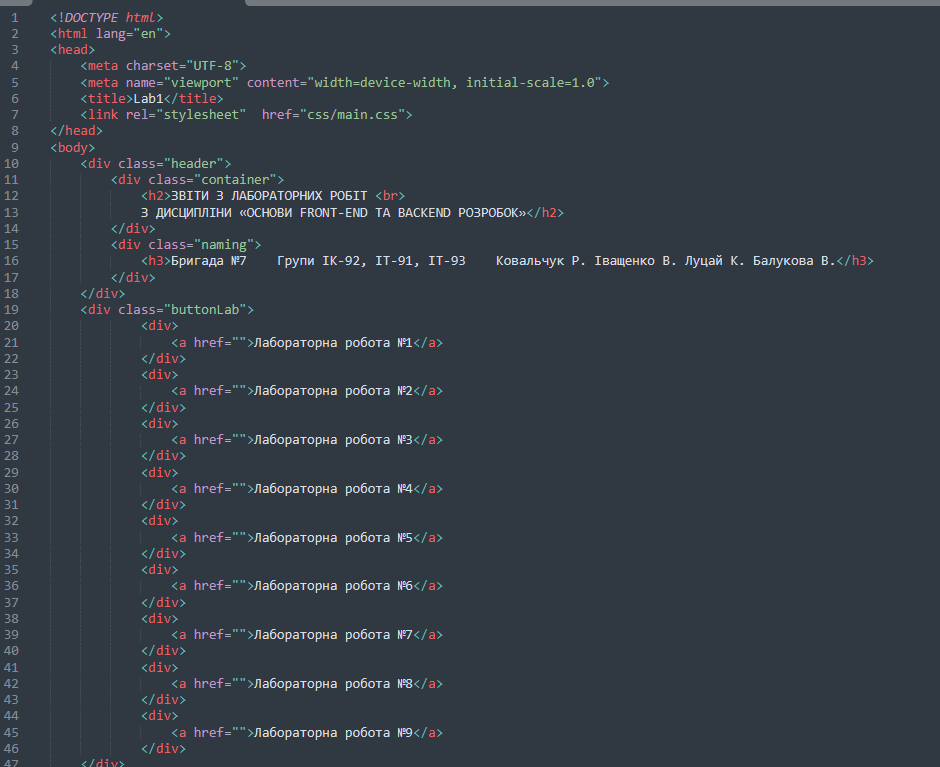 1 <!DOCTYPE html>
2 <html lang="en">
3 <head>
4 <meta charset="UTF-8">
5 <meta name="viewport" content="width=device-width, initial-scale=1.0">
6 <title>Lab1</title>
7 <link rel="stylesheet"  href="css/main.css">
8 </head>
9 <body>
10 <div class="header">
11 <div class="container">
12 <h2>ЗВІТИ З ЛАБОРАТОРНИХ РОБІТ <br>
13 З ДИСЦИПЛІНИ «ОСНОВИ FRONT-END ТА BACKEND РОЗРОБОК»</h2>
14 </div>
15 <div class="naming">
16 <h3>Бригада №7    Групи ІК-92, ІТ-91, ІТ-93    Ковальчук Р. Іващенко В. Луцай К. Балукова В.</h3>
17 </div>
18 </div>
19 <div class="buttonLab">
20 <div>
21 <a href="">Лабораторна робота №1</a>
22 </div>
23 <div>
24 <a href="">Лабораторна робота №2</a>
25 </div>
26 <div>
27 <a href="">Лабораторна робота №3</a>
28 </div>
29 <div>
30 <a href="">Лабораторна робота №4</a>
31 </div>
32 <div>
33 <a href="">Лабораторна робота №5</a>
34 </div>
35 <div>
36 <a href="">Лабораторна робота №6</a>
37 </div>
38 <div>
39 <a href="">Лабораторна робота №7</a>
40 </div>
41 <div>
42 <a href="">Лабораторна робота №8</a>
43 </div>
44 <div>
45 <a href="">Лабораторна робота №9</a>
46 </div>
47 </div>